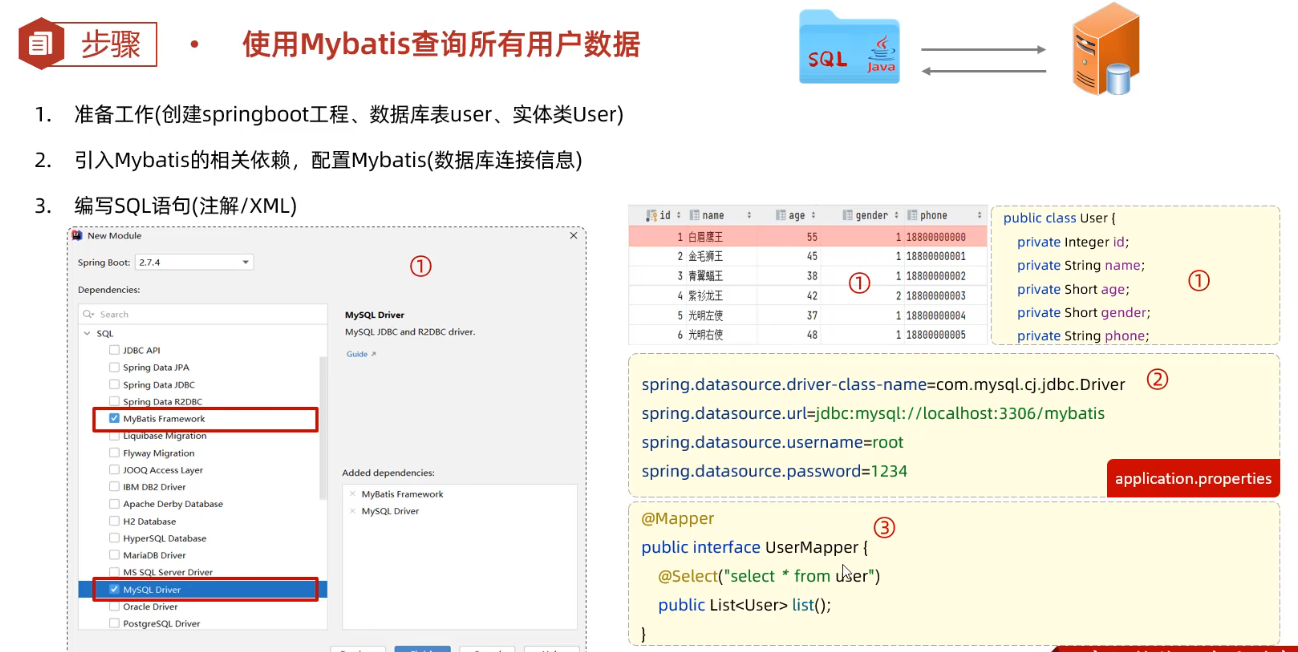 步骤
• 使用Mybatis查询所有用户数据
SQL
Java
1. 准备工作(创建springboot工程、数据库表user、实体类User)
2. 引入Mybatis的相关依赖，配置Mybatis(数据库连接信息)
3. 编写SQL语句(注解/XML)
New Module
Spring Boot: 2.7.4
①
Dependencies:
Search
SQL
JDBC API
Spring Data JPA
Spring Data JDBC
Spring Data R2DBC
MyBatis Framework
Liquibase Migration
Flyway Migration
JOOQ Access Layer
IBM DB2 Driver
Apache Derby Database
H2 Database
HyperSQL Database
MariaDB Driver
MS SQL Server Driver
MySQL Driver
Oracle Driver
PostgreSQL Driver
MySQL Driver
MySQL JDBC and R2DBC driver.
Guide
Added dependencies:
MyBatis Framework
MySQL Driver
id name age gender phone
1 白眉鹰王 55 1 18800000000
2 金毛狮王 45 1 18800000001
3 青翼蝠王 38 1 18800000002
4 紫衫龙王 42 2 18800000003
5 光明左使 37 1 18800000004
6 光明右使 48 1 18800000005
①
public class User {
private Integer id;
private String name;
private Short age;
private Short gender;
private String phone;
①
spring.datasource.driver-class-name=com.mysql.cj.jdbc.Driver
spring.datasource.url=jdbc:mysql://localhost:3306/mybatis
spring.datasource.username=root
spring.datasource.password=1234
②
application.properties
@Mapper
public interface UserMapper {
@Select("select * from user")
public List<User> list();
}
③